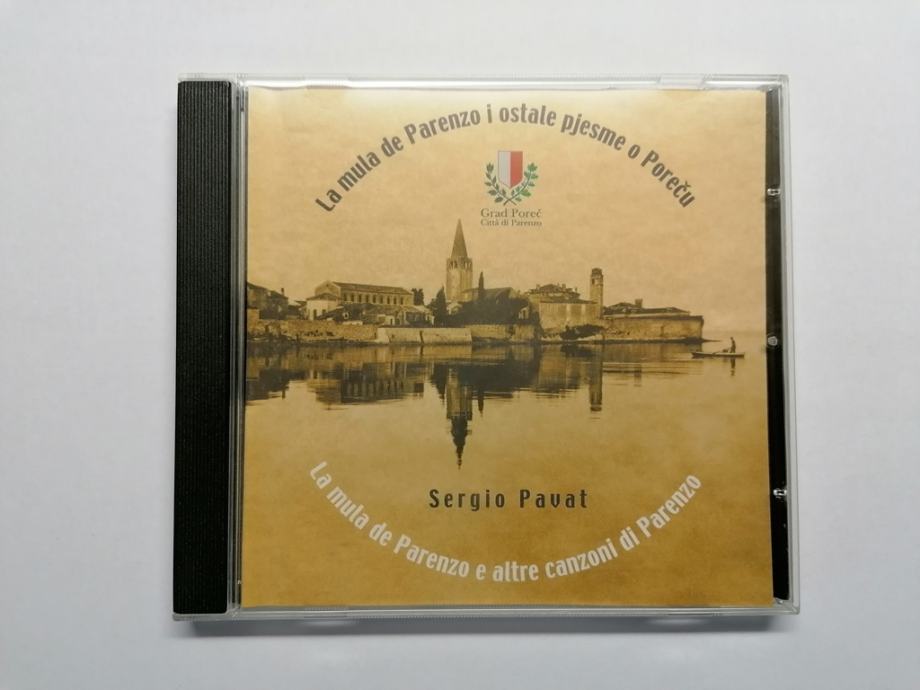 La mula de Parenzo i ostale pjesme o Poreču
Grad Poreč
Città di Parenzo
Sergio Pavat
La mula de Parenzo e altre canzoni di Parenzo